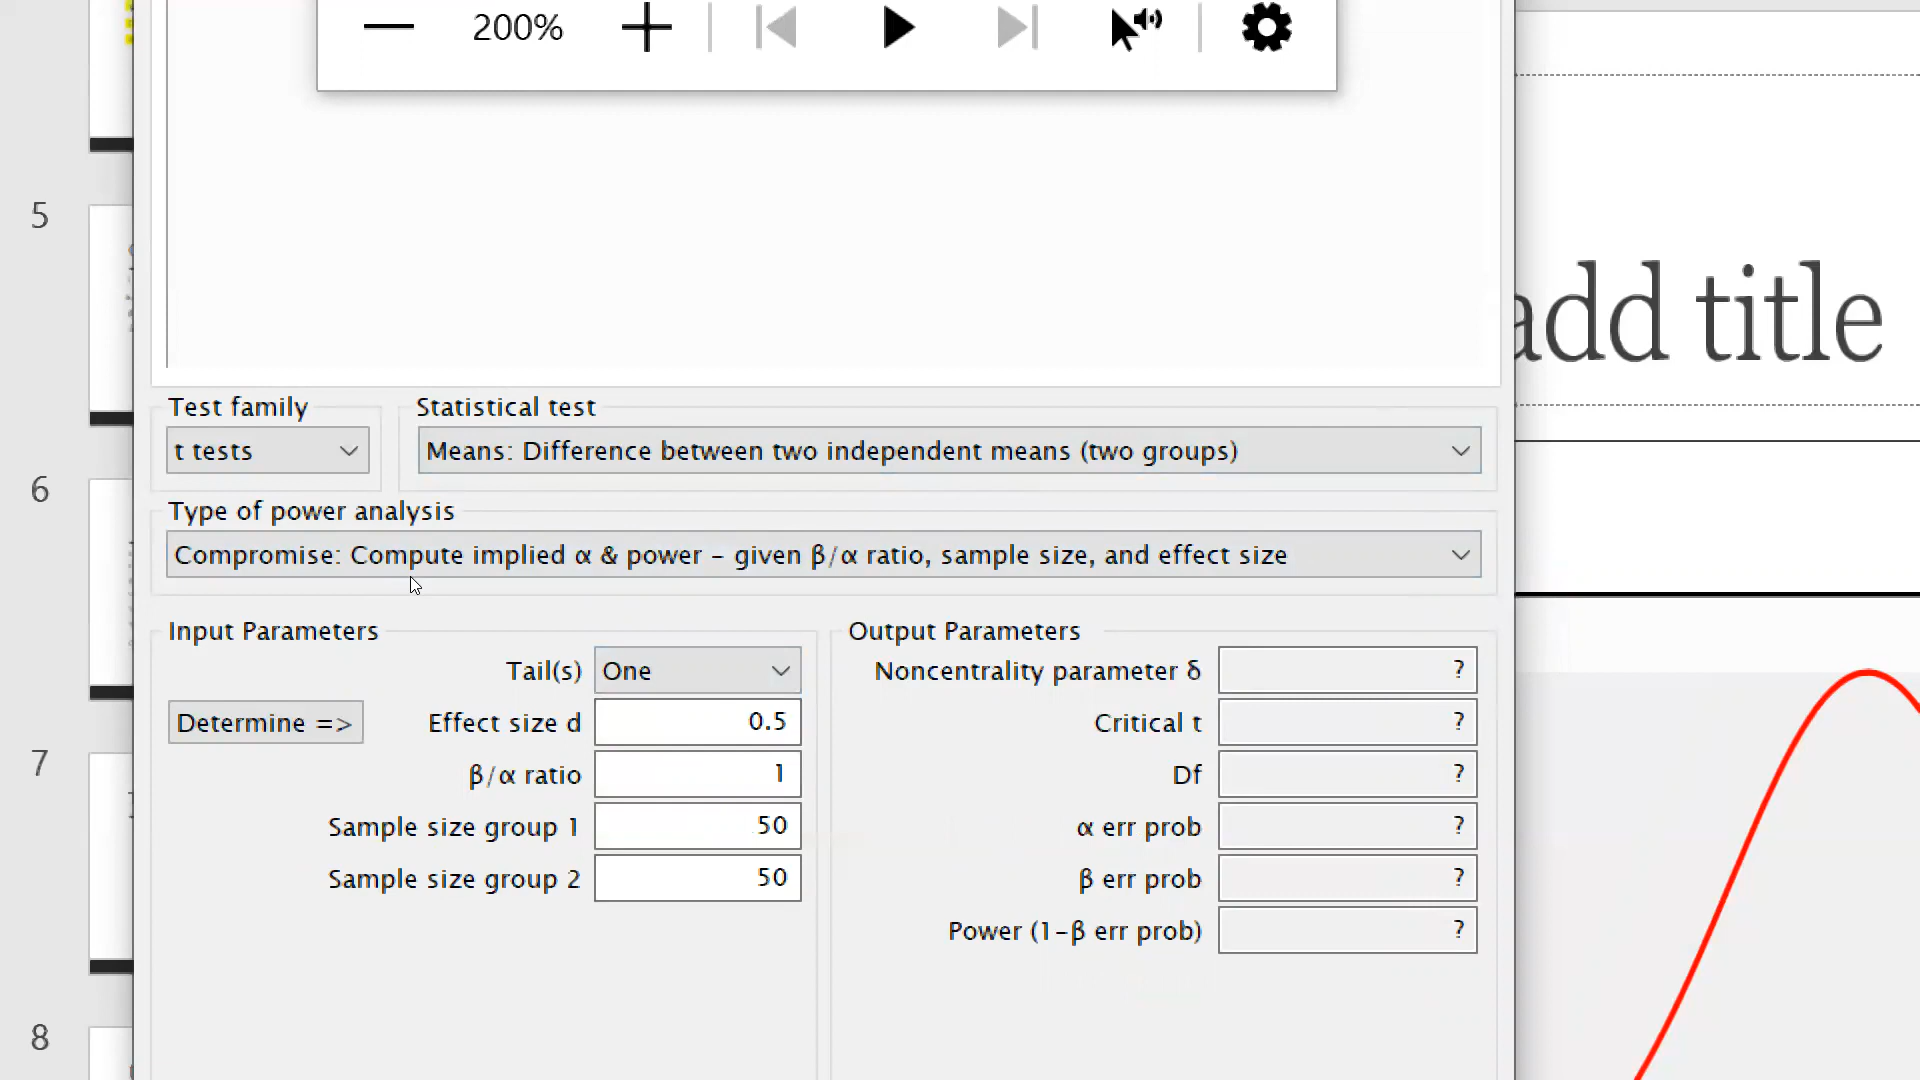 200%
5
add title
Test family
Statistical test
t tests
Means: Difference between two independent means (two groups)
6
Type of power analysis
Compromise: Compute implied α & power – given β/α ratio, sample size, and effect size
Input Parameters
Output Parameters
Tail(s) One
Noncentrality parameter δ ?
Determine =>
Effect size d 0.5
Critical t ?
7
β/α ratio 1
Df ?
Sample size group 1 50
α err prob ?
Sample size group 2 50
β err prob ?
Power (1-β err prob) ?
8